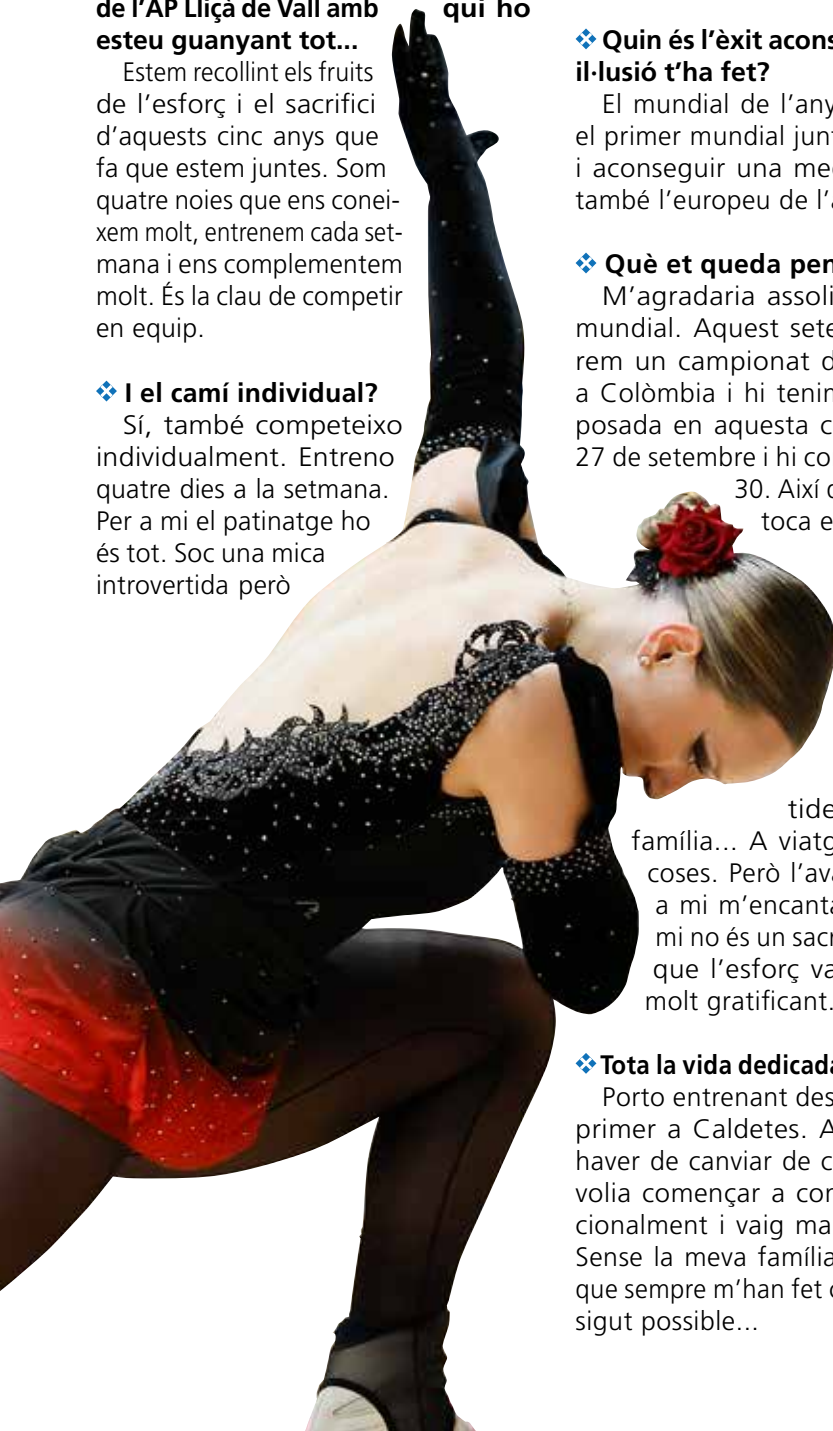 de l'AP Lliçà de Vall amb
esteu guanyant tot...
Estem recollint els fruits
de l'esforç i el sacrifici
d'aquests cinc anys que
fa que estem juntes. Som
quatre noies que ens conei-
xem molt, entrenem cada set-
mana i ens complementem
molt. És la clau de competir
en equip.
❖ I el camí individual?
Sí, també competeixo
individualment. Entreno
quatre dies a la setmana.
Per a mi el patinatge ho
és tot. Soc una mica
introvertida però
qui ho
❖ Quin és l'èxit acons
il·lusió t'ha fet?
El mundial de l'any
el primer mundial junt
i aconseguir una me
també l'europeu de l'a
❖ Què et queda pen
M'agradaria assoli
mundial. Aquest sete
rem un campionat d
a Colòmbia i hi tenim
posada en aquesta c
27 de setembre i hi co
30. Així
toca e
tide
família... A viatg
coses. Però l'ava
a mi m'encanta
mi no és un sacr
que l'esforç va
molt gratificant.
❖ Tota la vida dedicada
Porto entrenant des
primer a Caldetes. A
haver de canviar de c
volia començar a con
cionalment i vaig ma
Sense la meva família
que sempre m'han fet
sigut possible...